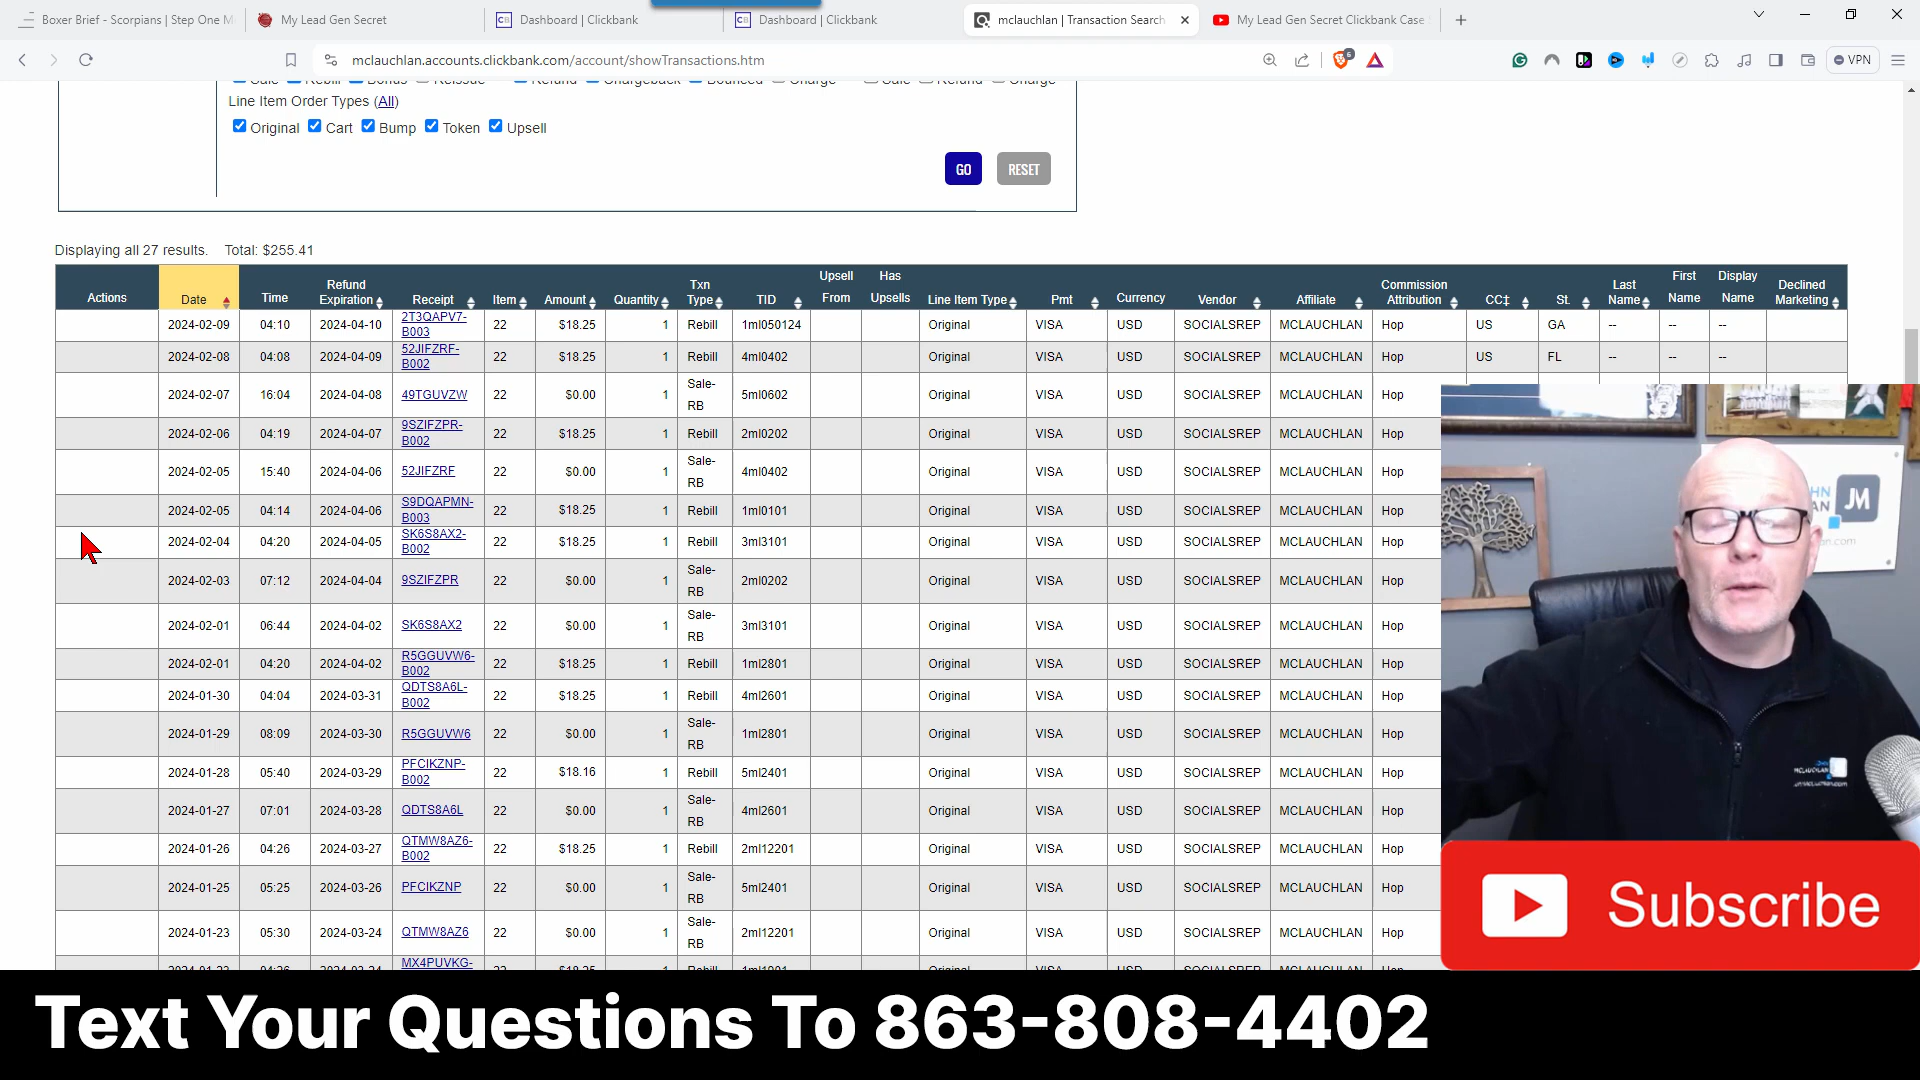 Boxer Brief - Scorpians | Step One M
My Lead Gen Secret
Dashboard | Clickbank
Dashboard | Clickbank
mclauchlan | Transaction Search
My Lead Gen Secret Clickbank Case
mclauchlan.accounts.clickbank.com/account/showTransactions.htm
6
VPN
Sale Rebill Bonus Reissue Refund Chargeback Bounced Charge Sale Refund Charge
Line Item Order Types (All)
Original Cart Bump Token Upsell
GO RESET
Displaying all 27 results. Total: $255.41
Actions Date Time Refund Expiration Receipt Item Amount Quantity Txn Type TID Upsell From Has Upsells Line Item Type Pmt Currency Vendor Affiliate Commission Attribution CC‡ St. Last Name First Name Display Name Declined Marketing
2024-02-09 04:10 2024-04-10 2T3QAPV7-B003 22 $18.25 1 Rebill 1ml050124 Original VISA USD SOCIALSREP MCLAUCHLAN Hop US GA -- -- --
2024-02-08 04:08 2024-04-09 52JIFZRF-B002 22 $18.25 1 Rebill 4ml0402 Original VISA USD SOCIALSREP MCLAUCHLAN Hop US FL -- -- --
2024-02-07 16:04 2024-04-08 49TGUVZW 22 $0.00 1 Sale-RB 5ml0602 Original VISA USD SOCIALSREP MCLAUCHLAN Hop
2024-02-06 04:19 2024-04-07 9SZIFZPR-B002 22 $18.25 1 Rebill 2ml0202 Original VISA USD SOCIALSREP MCLAUCHLAN Hop
2024-02-05 15:40 2024-04-06 52JIFZRF 22 $0.00 1 Sale-RB 4ml0402 Original VISA USD SOCIALSREP MCLAUCHLAN Hop
2024-02-05 04:14 2024-04-06 S9DQAPMN-B003 22 $18.25 1 Rebill 1ml0101 Original VISA USD SOCIALSREP MCLAUCHLAN Hop
2024-02-04 04:20 2024-04-05 SK6S8AX2-B002 22 $18.25 1 Rebill 3ml3101 Original VISA USD SOCIALSREP MCLAUCHLAN Hop
2024-02-03 07:12 2024-04-04 9SZIFZPR 22 $0.00 1 Sale-RB 2ml0202 Original VISA USD SOCIALSREP MCLAUCHLAN Hop
2024-02-01 06:44 2024-04-02 SK6S8AX2 22 $0.00 1 Sale-RB 3ml3101 Original VISA USD SOCIALSREP MCLAUCHLAN Hop
2024-02-01 04:20 2024-04-02 R5GGUVW6-B002 22 $18.25 1 Rebill 1ml2801 Original VISA USD SOCIALSREP MCLAUCHLAN Hop
2024-01-30 04:04 2024-03-31 QDTS8A6L-B002 22 $18.25 1 Rebill 4ml2601 Original VISA USD SOCIALSREP MCLAUCHLAN Hop
2024-01-29 08:09 2024-03-30 R5GGUVW6 22 $0.00 1 Sale-RB 1ml2801 Original VISA USD SOCIALSREP MCLAUCHLAN Hop
2024-01-28 05:40 2024-03-29 PFCIKZNP-B002 22 $18.16 1 Rebill 5ml2401 Original VISA USD SOCIALSREP MCLAUCHLAN Hop
2024-01-27 07:01 2024-03-28 QDTS8A6L 22 $0.00 1 Sale-RB 4ml2601 Original VISA USD SOCIALSREP MCLAUCHLAN Hop
2024-01-26 04:26 2024-03-27 QTMW8AZ6-B002 22 $18.25 1 Rebill 2ml12201 Original VISA USD SOCIALSREP MCLAUCHLAN Hop
2024-01-25 05:25 2024-03-26 PFCIKZNP 22 $0.00 1 Sale-RB 5ml2401 Original VISA USD SOCIALSREP MCLAUCHLAN Hop
2024-01-23 05:30 2024-03-24 QTMW8AZ6 22 $0.00 1 Sale-RB 2ml12201 Original VISA USD SOCIALSREP MCLAUCHLAN Hop
MX4PUVKG-
JM
Subscribe
Text Your Questions To 863-808-4402